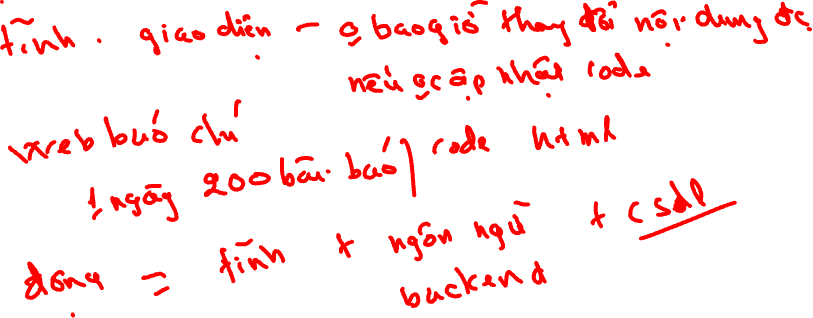 tĩnh. giao diện - k bao giờ thay đổi nội dung đc
nếu k cập nhật code
web báo chí
1 ngày 200 bài báo | code html
động = tĩnh + ngôn ngữ + csdl
backend